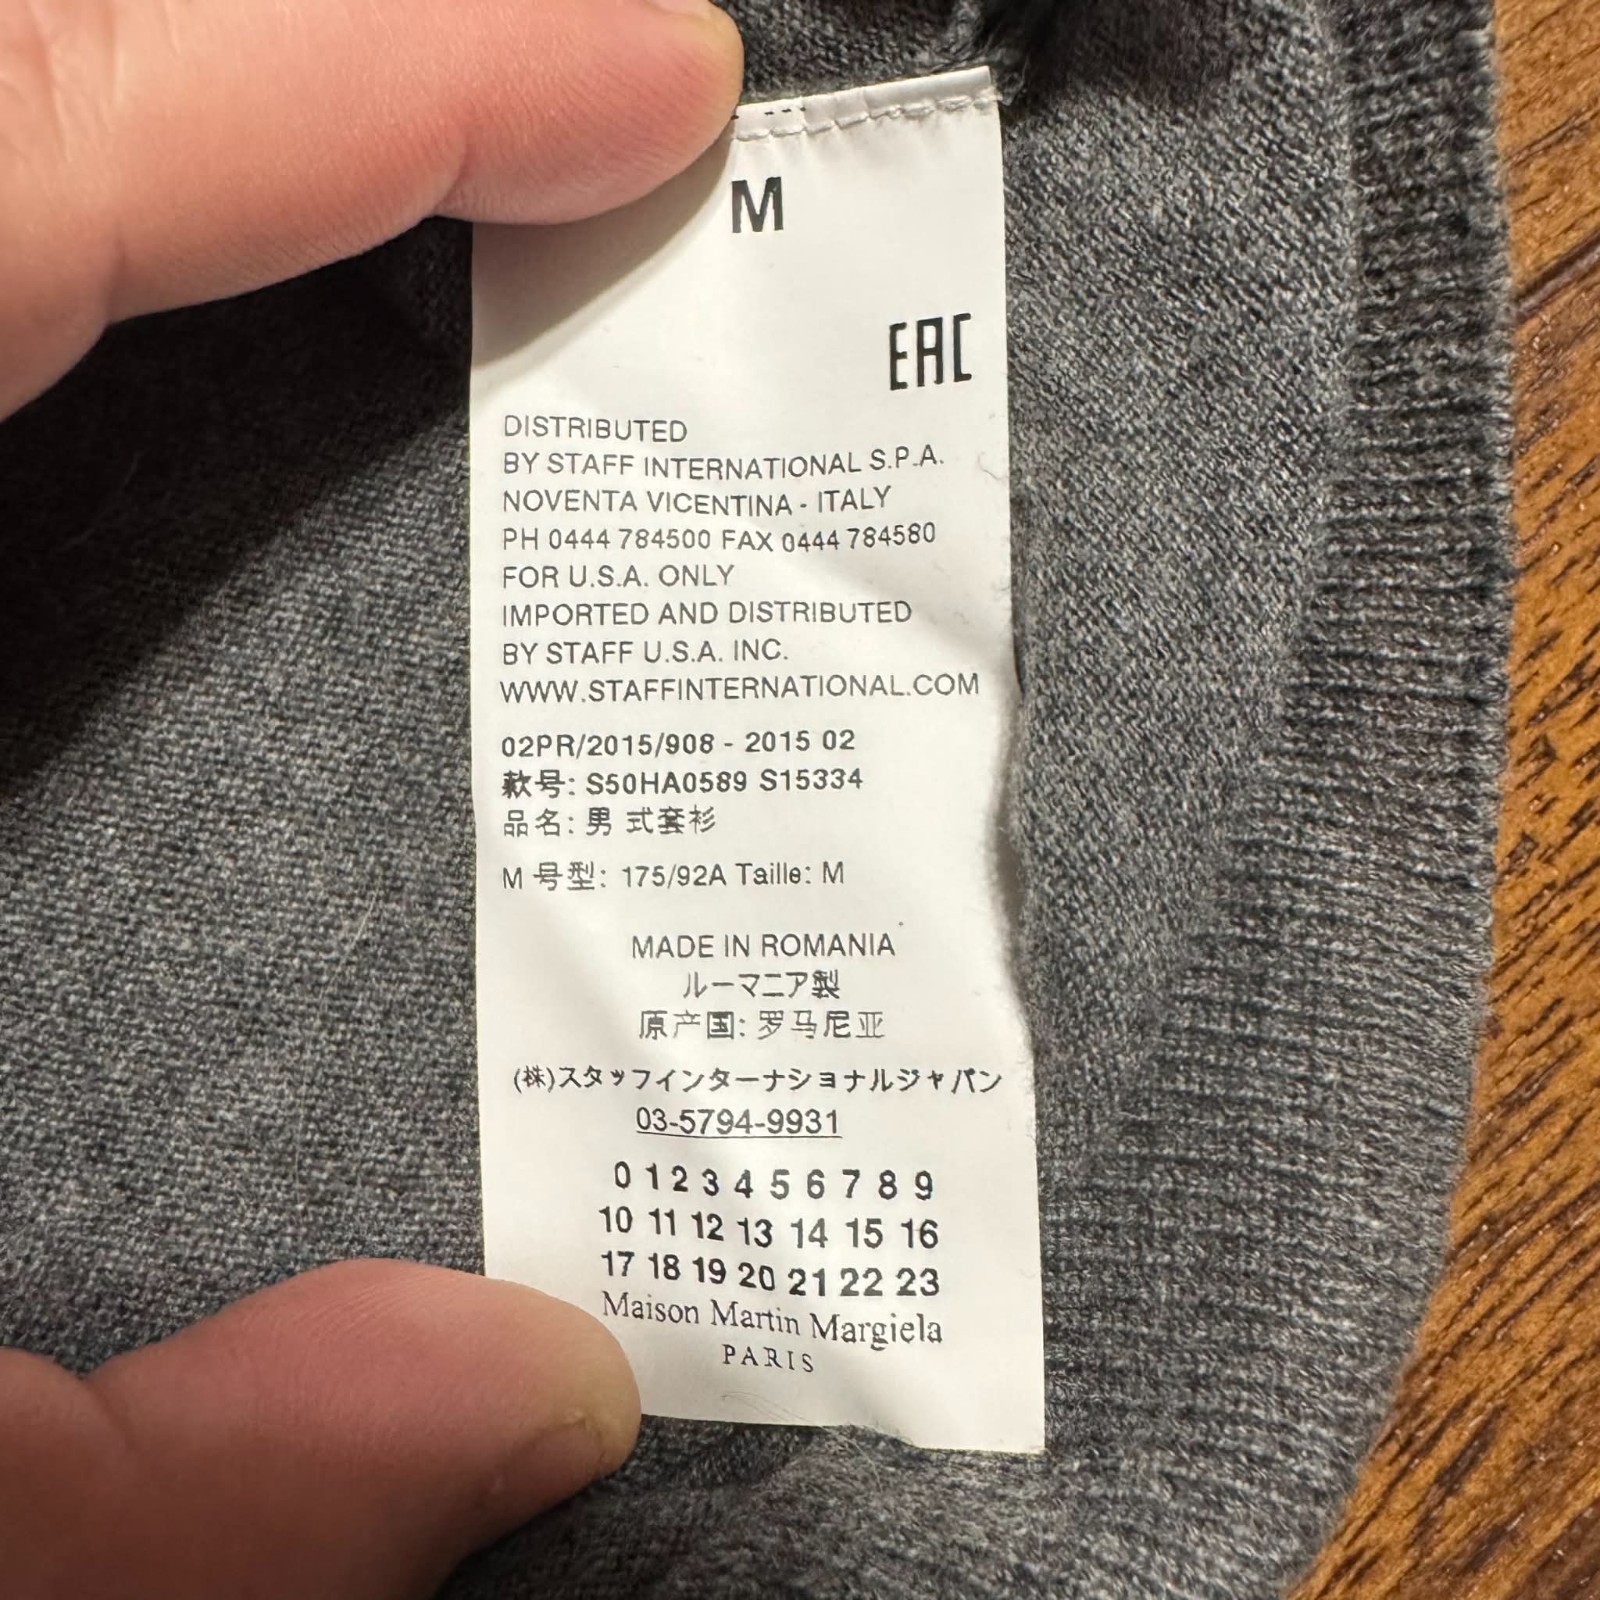 M
EAC
DISTRIBUTED
BY STAFF INTERNATIONAL S.P.A.
NOVENTA VICENTINA - ITALY
PH 0444 784500 FAX 0444 784580
FOR U.S.A. ONLY
IMPORTED AND DISTRIBUTED
BY STAFF U.S.A. INC.
WWW.STAFFINTERNATIONAL.COM
02PR/2015/908 - 2015 02
款号: S50HA0589 S15334
品名: 男 式套衫
M 号型: 175/92A Taille: M
MADE IN ROMANIA
ルーマニア製
原产国: 罗马尼亚
(株)スタッフインターナショナルジャパン
03-5794-9931
0 1 2 3 4 5 6 7 8 9
10 11 12 13 14 15 16
17 18 19 20 21 22 23
Maison Martin Margiela
PARIS